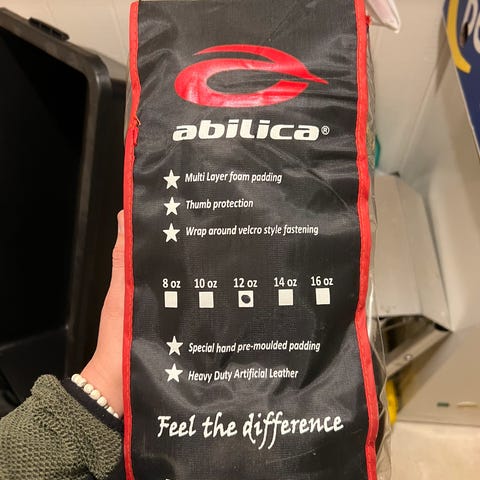 abilica®
Multi Layer foam padding
Thumb protection
Wrap around velcro style fastening
8 oz 10 oz 12 oz 14 oz 16 oz
Special hand pre-moulded padding
Heavy Duty Artificial Leather
Feel the difference